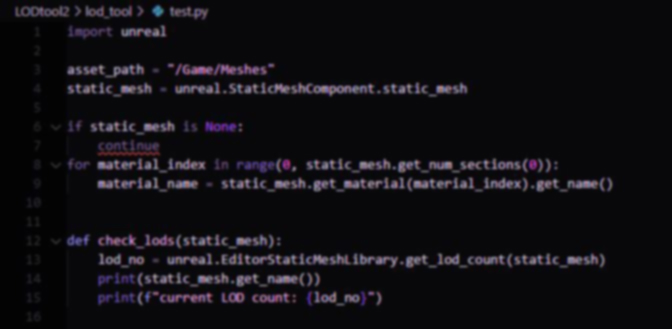 LODtool2 > lod_tool > test.py
1 import unreal
2
3 asset_path = "/Game/Meshes"
4 static_mesh = unreal.StaticMeshComponent.static_mesh
5
6 if static_mesh is None:
7 continue
8 for material_index in range(0, static_mesh.get_num_sections(0)):
9 material_name = static_mesh.get_material(material_index).get_name()
10
11
12 def check_lods(static_mesh):
13 lod_no = unreal.EditorStaticMeshLibrary.get_lod_count(static_mesh)
14 print(static_mesh.get_name())
15 print(f"current LOD count: {lod_no}")
16